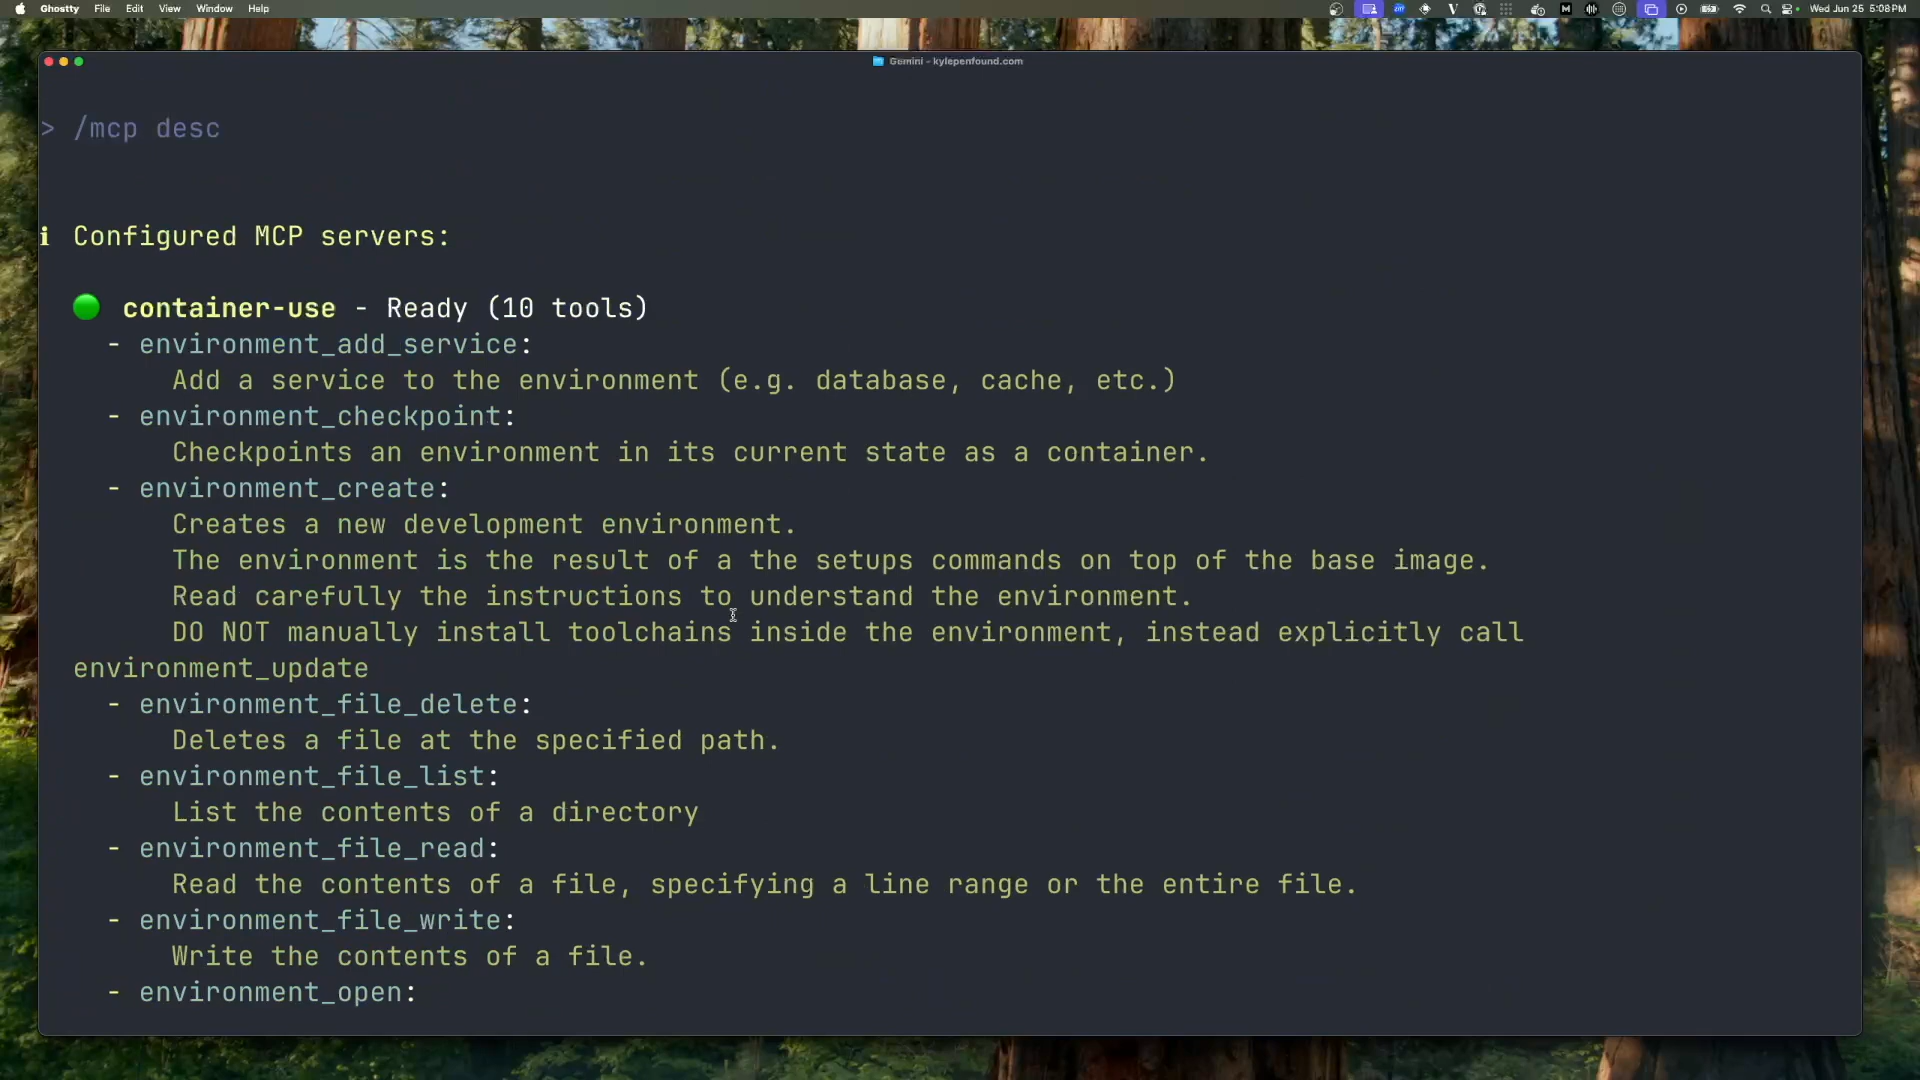 Ghostty File Edit View Window Help
Wed Jun 25 5:08PM
Gemini - kylepenfound.com
> /mcp desc
ℹ Configured MCP servers:
container-use - Ready (10 tools)
- environment_add_service:
Add a service to the environment (e.g. database, cache, etc.)
- environment_checkpoint:
Checkpoints an environment in its current state as a container.
- environment_create:
Creates a new development environment.
The environment is the result of a the setups commands on top of the base image.
Read carefully the instructions to understand the environment.
DO NOT manually install toolchains inside the environment, instead explicitly call
environment_update
- environment_file_delete:
Deletes a file at the specified path.
- environment_file_list:
List the contents of a directory
- environment_file_read:
Read the contents of a file, specifying a line range or the entire file.
- environment_file_write:
Write the contents of a file.
- environment_open: